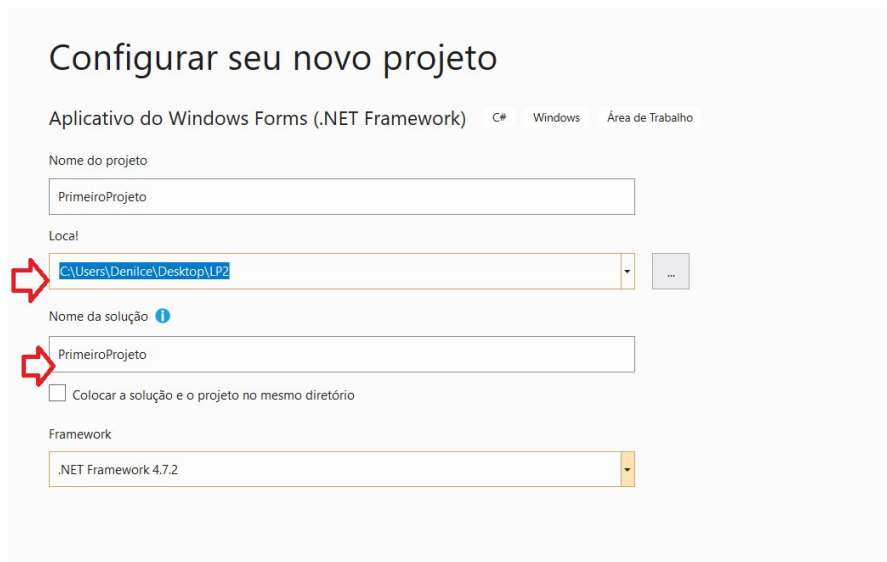 Configurar seu novo projeto
Aplicativo do Windows Forms (.NET Framework) C# Windows Área de Trabalho
Nome do projeto
PrimeiroProjeto
Local
C:\Users\Denilce\Desktop\LP2
...
Nome da solução
PrimeiroProjeto
Colocar a solução e o projeto no mesmo diretório
Framework
.NET Framework 4.7.2